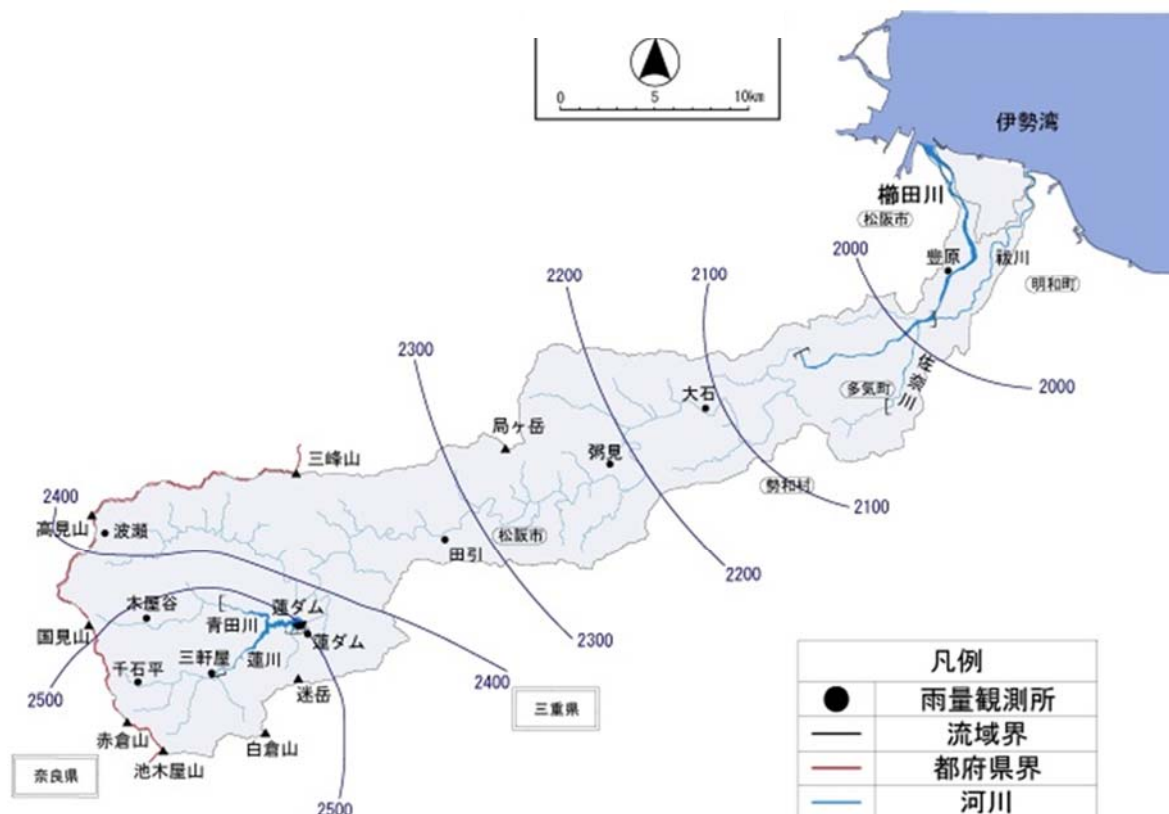 0 5 10km
伊勢湾
櫛田川
松阪市
豊原
祓川
明和町
2000
2200
2100
2300
佐奈川
多気町
2000
大石
局ヶ岳
粥見
三峰山
勢和村
2100
2400
高見山
波瀬
松阪市
田引
2200
木屋谷
蓮ダム
青田川
国見山
蓮ダム
2300
三軒屋
蓮川
千石平
2500
迷岳
2400
三重県
赤倉山
白倉山
池木屋山
奈良県
2500
凡例
雨量観測所
流域界
都府県界
河川